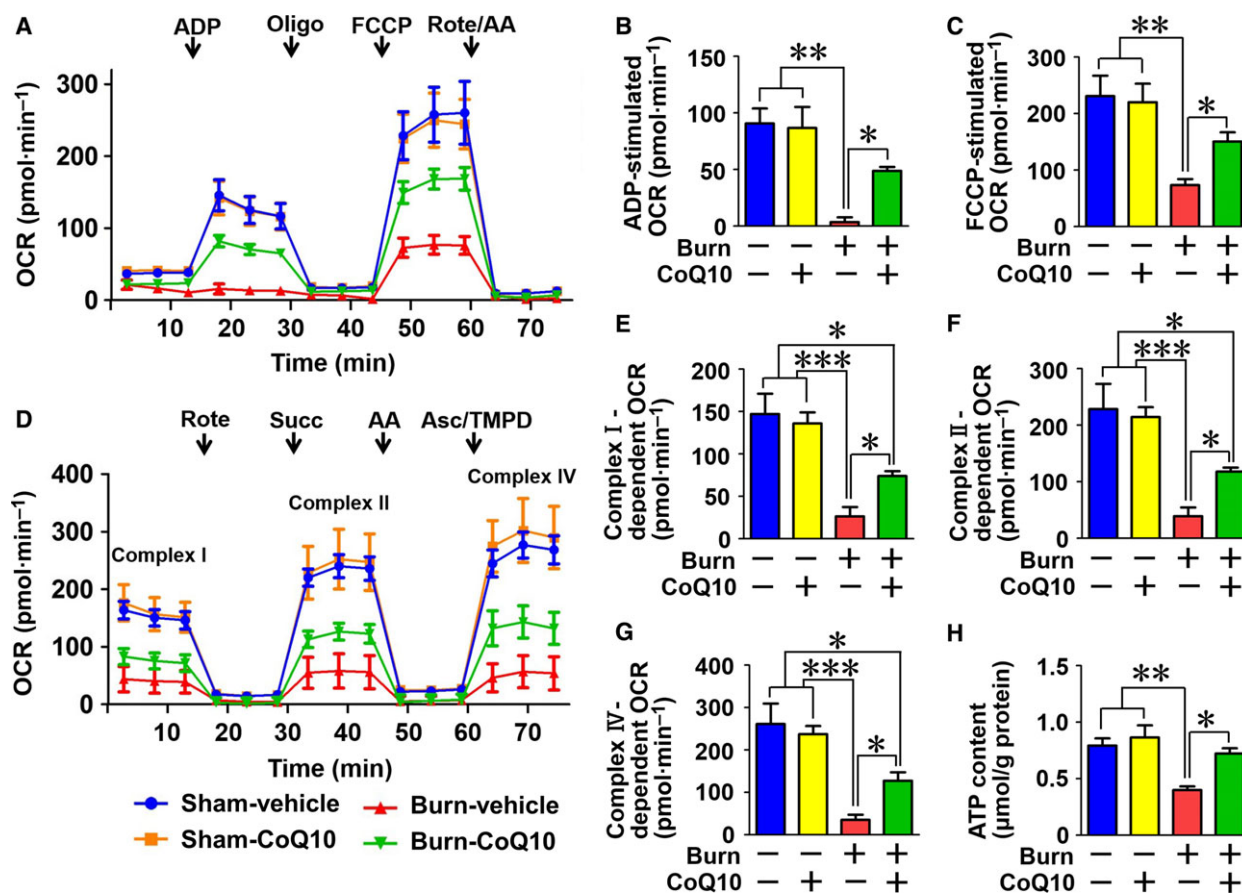 A
ADP Oligo FCCP Rote/AA
OCR (pmol·min−1)
300
200
100
0
10 20 30 40 50 60 70
Time (min)
B
ADP-stimulated
OCR (pmol·min−1)
150
100
50
0
**
*
Burn − − + +
CoQ10 − + − +
C
FCCP-stimulated
OCR (pmol·min−1)
400
300
200
100
0
**
*
Burn − − + +
CoQ10 − + − +
D
Rote Succ AA Asc/TMPD
OCR (pmol·min−1)
400
300
200
100
0
Complex I
Complex II
Complex IV
10 20 30 40 50 60 70
Time (min)
Sham-vehicle
Burn-vehicle
Sham-CoQ10
Burn-CoQ10
E
Complex I -
dependent OCR
(pmol·min−1)
200
150
100
50
0
*
***
*
Burn − − + +
CoQ10 − + − +
F
Complex II-
dependent OCR
(pmol·min−1)
300
200
100
0
*
***
*
Burn − − + +
CoQ10 − + − +
G
Complex IV-
dependent OCR
(pmol·min−1)
400
300
200
100
0
*
***
*
Burn − − + +
CoQ10 − + − +
H
ATP content
(µmol/g protein)
1.5
1.0
0.5
0
**
*
Burn − − + +
CoQ10 − + − +